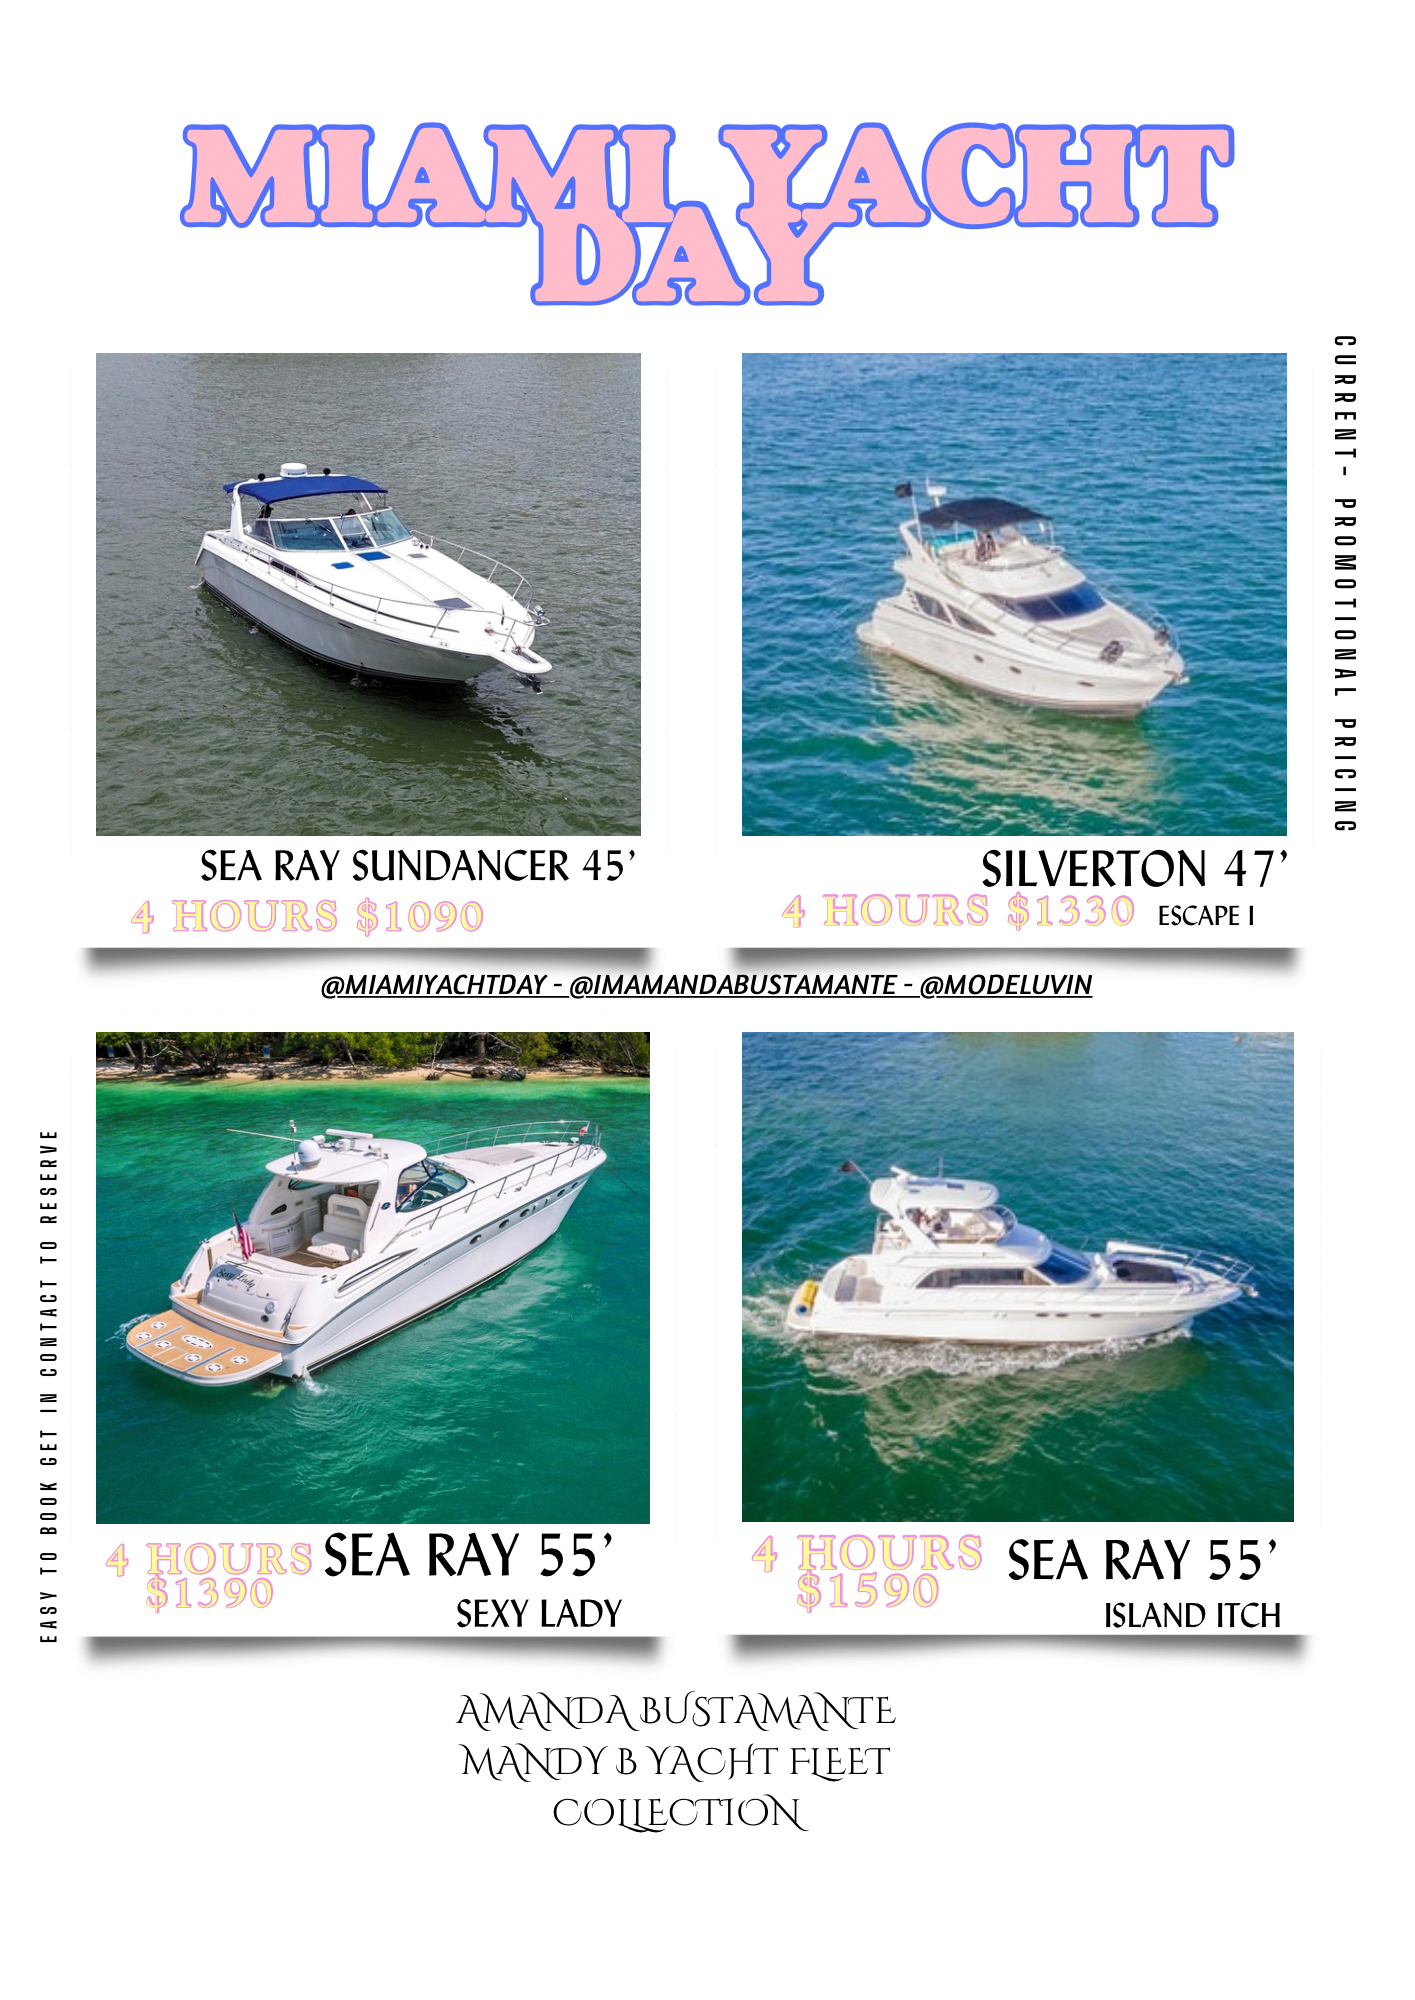 MIAMI YACHT
DAY
CURRENT- PROMOTIONAL PRICING
SEA RAY SUNDANCER 45’
4 HOURS $1090
SILVERTON 47’
4 HOURS $1330
ESCAPE I
@MIAMIYACHTDAY - @IMAMANDABUSTAMANTE - @MODELUVIN
EASY TO BOOK GET IN CONTACT TO RESERVE
Sexy Lady
4 HOURS
$1390
SEA RAY 55’
SEXY LADY
4 HOURS
$1590
SEA RAY 55’
ISLAND ITCH
AMANDA BUSTAMANTE
MANDY B YACHT FLEET
COLLECTION